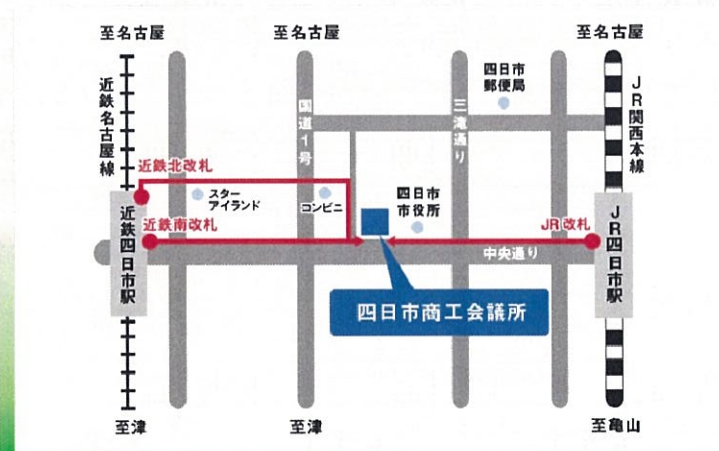 至名古屋
至名古屋
至名古屋
近鉄名古屋線
国道1号
三滝通り
四日市
郵便局
JR関西本線
近鉄北改札
スター
アイランド
コンビニ
四日市
市役所
近鉄南改札
JR改札
近鉄四日市駅
JR四日市駅
中央通り
四日市商工会議所
至津
至津
至亀山